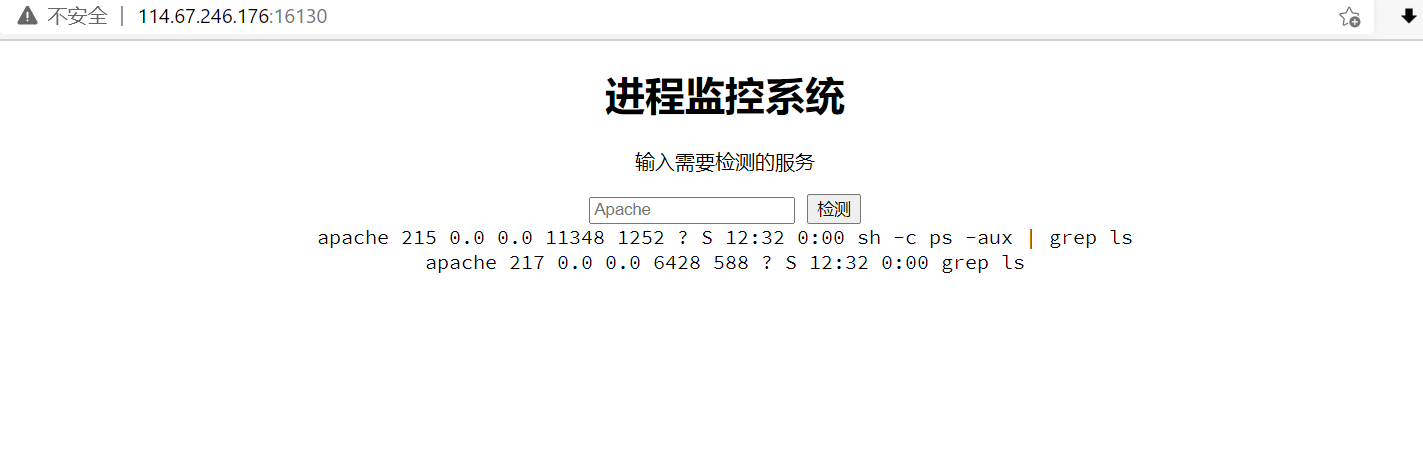 不安全 | 114.67.246.176:16130
进程监控系统
输入需要检测的服务
Apache 检测
apache 215 0.0 0.0 11348 1252 ? S 12:32 0:00 sh -c ps -aux | grep ls
apache 217 0.0 0.0 6428 588 ? S 12:32 0:00 grep ls